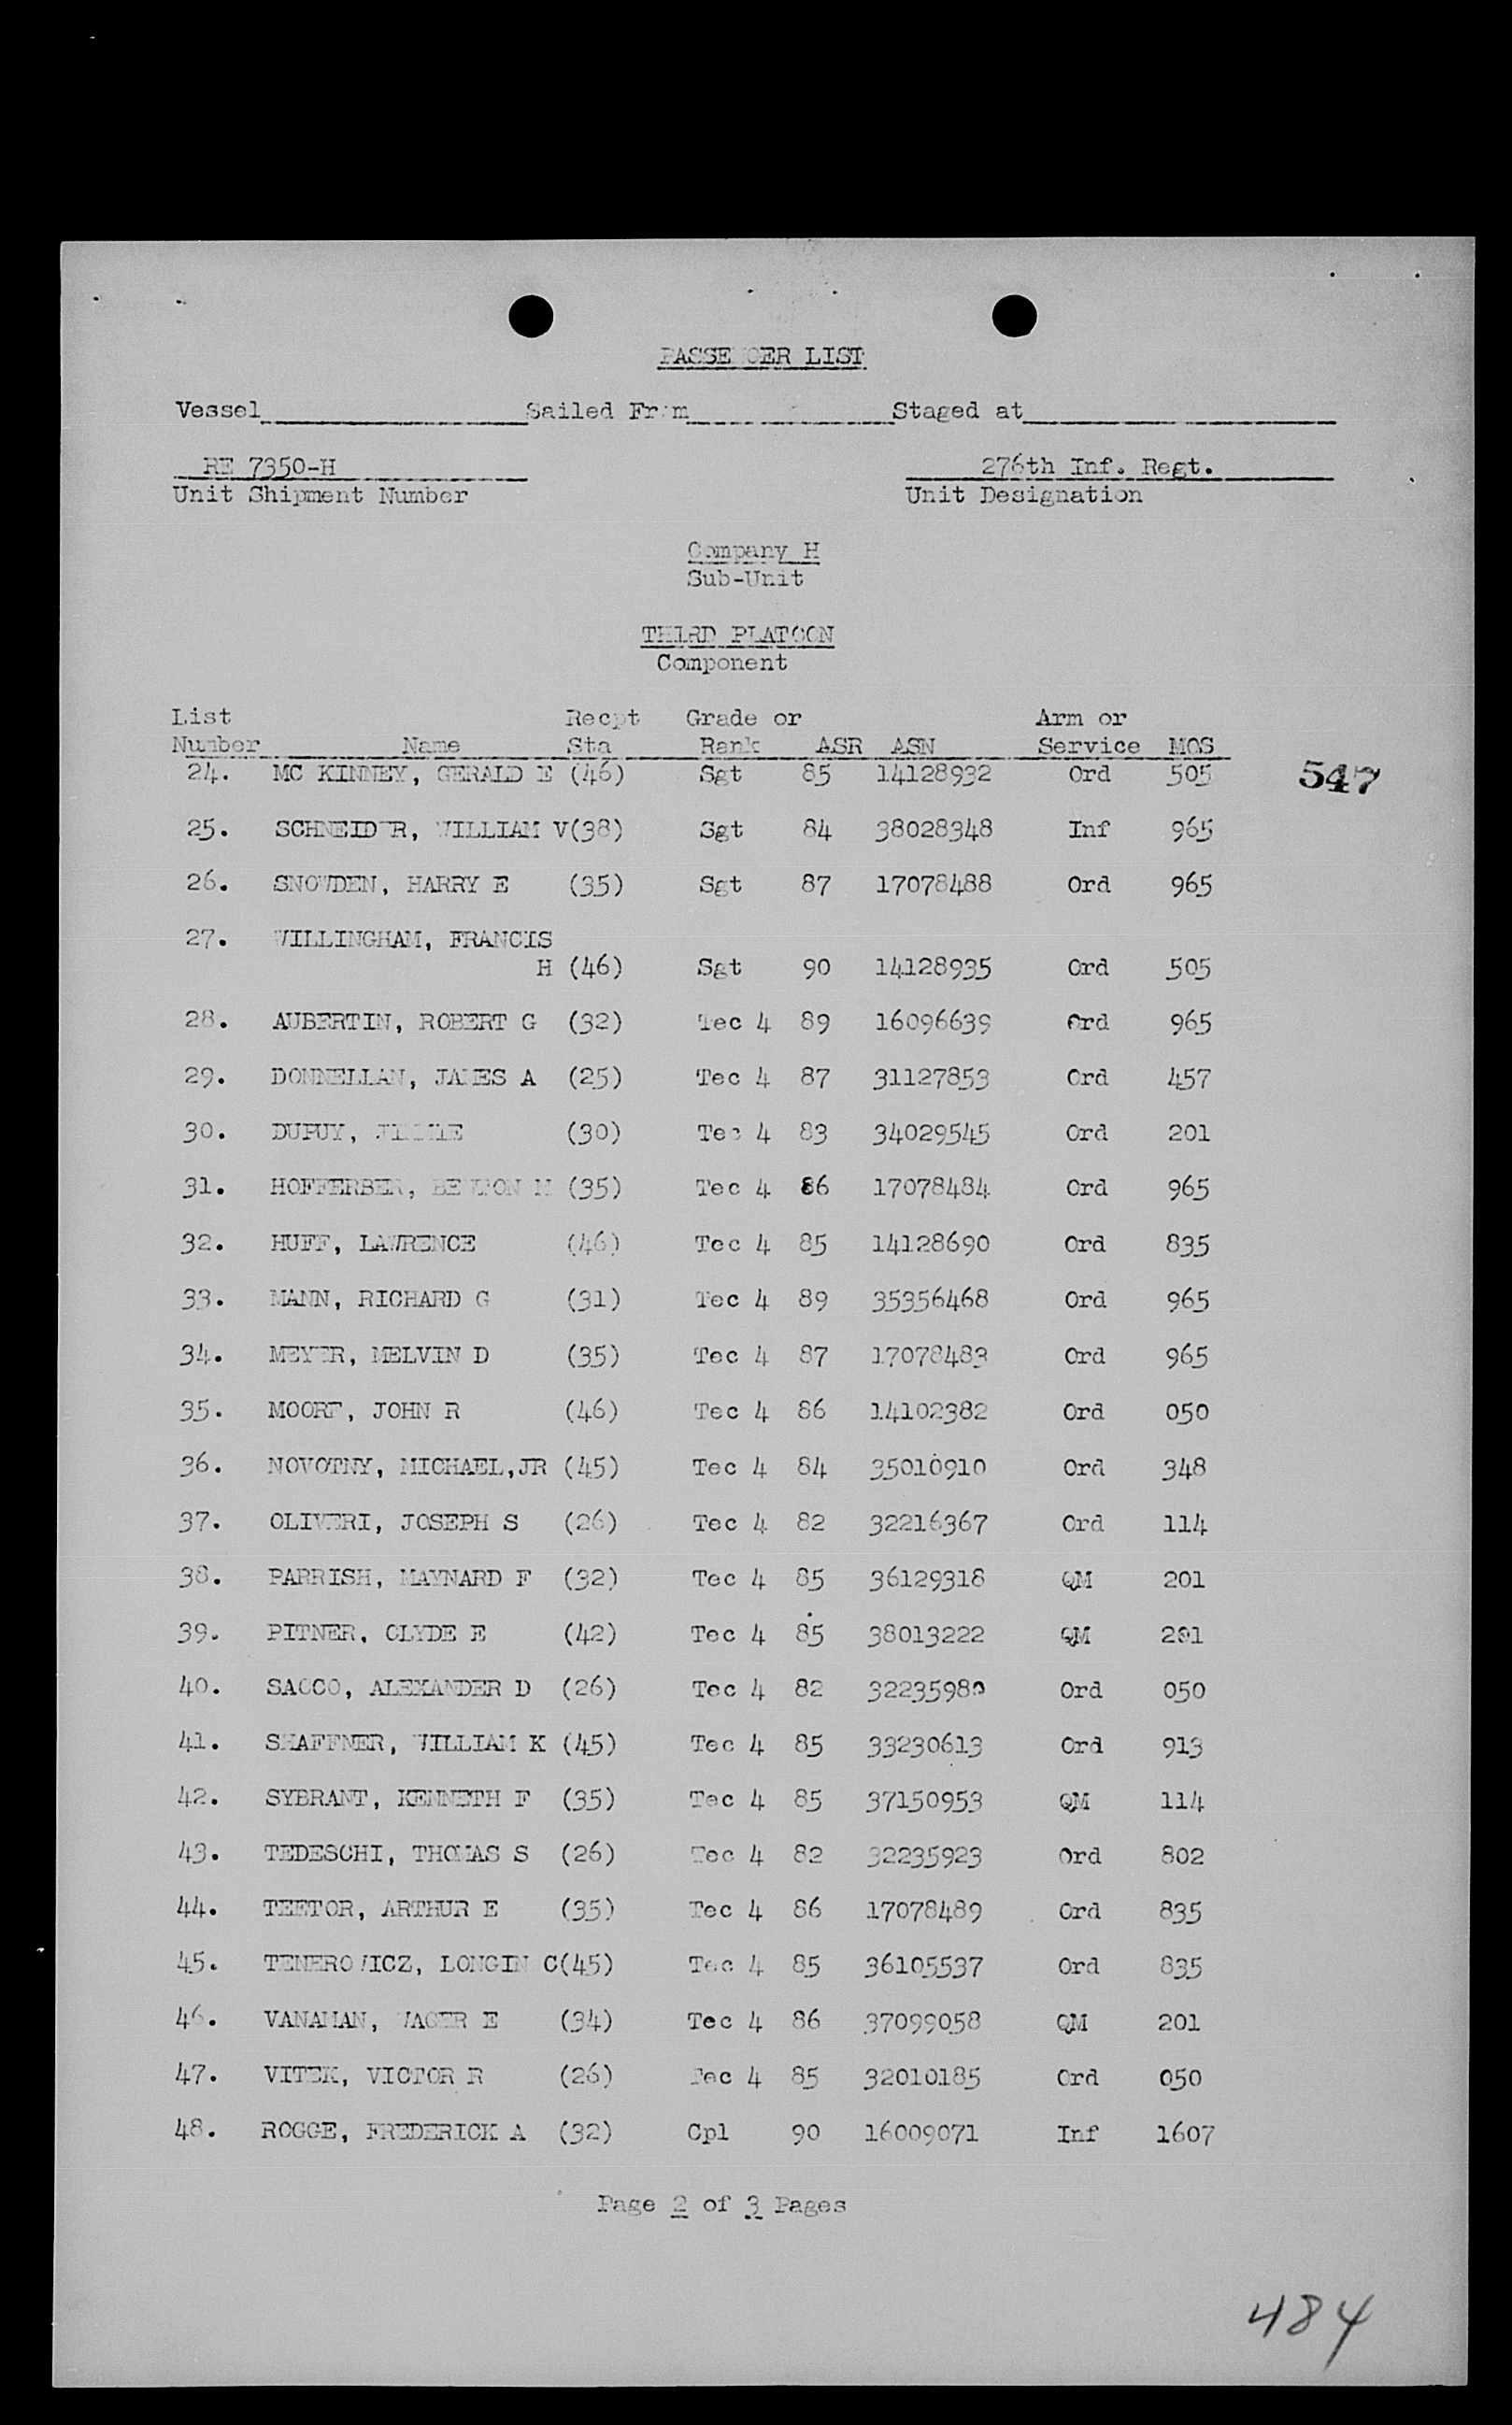 PASSENGER LIST
Vessel Sailed From Staged at
RE 7350-H 276th Inf. Regt.
Unit Shipment Number Unit Designation
Company H
Sub-Unit
THIRD PLATOON
Component
List Recpt Grade or Arm or
Number Name Sta Rank ASR ASN Service MOS
24. MC KINNEY, GERALD E (46) Sgt 85 14128932 Ord 505 547
25. SCHNEIDER, WILLIAM V(38) Sgt 84 38028348 Inf 965
26. SNOWDEN, HARRY E (35) Sgt 87 17078488 Ord 965
27. WILLINGHAM, FRANCIS
H (46) Sgt 90 14128935 Ord 505
28. AUBERTIN, ROBERT G (32) Tec 4 89 16096639 Ord 965
29. DONNELLAN, JAMES A (25) Tec 4 87 31127853 Ord 457
30. DUPUY, JIMMIE (30) Tec 4 83 34029545 Ord 201
31. HOFFERBER, (35) Tec 4 86 17078484 Ord 965
32. HUFF, LAWRENCE (46) Tec 4 85 14128690 Ord 835
33. MANN, RICHARD G (31) Tec 4 89 35356468 Ord 965
34. MEYER, MELVIN D (35) Tec 4 87 17078483 Ord 965
35. MOORE, JOHN R (46) Tec 4 86 14102382 Ord 050
36. NOVOTNY, MICHAEL,JR (45) Tec 4 84 35010910 Ord 348
37. OLIVERI, JOSEPH S (26) Tec 4 82 32216367 Ord 114
38. PARRISH, MAYNARD F (32) Tec 4 85 36129318 QM 201
39. PITNER, CLYDE E (42) Tec 4 85 38013222 QM 201
40. SACCO, ALEXANDER D (26) Tec 4 82 32235980 Ord 050
41. SHAFFNER, WILLIAM K (45) Tec 4 85 33230613 Ord 913
42. SYBRANT, KENNETH F (35) Tec 4 85 37150953 QM 114
43. TEDESCHI, THOMAS S (26) Tec 4 82 32235923 Ord 802
44. TEETOR, ARTHUR E (35) Tec 4 86 17078489 Ord 835
45. TENEROWICZ, LONGIN C(45) Tec 4 85 36105537 Ord 835
46. VANAMAN, WAGER E (34) Tec 4 86 37099058 QM 201
47. VITEK, VICTOR R (26) Tec 4 85 32010185 Ord 050
48. ROGGE, FREDERICK A (32) Cpl 90 16009071 Inf 1607
Page 2 of 3 Pages
484